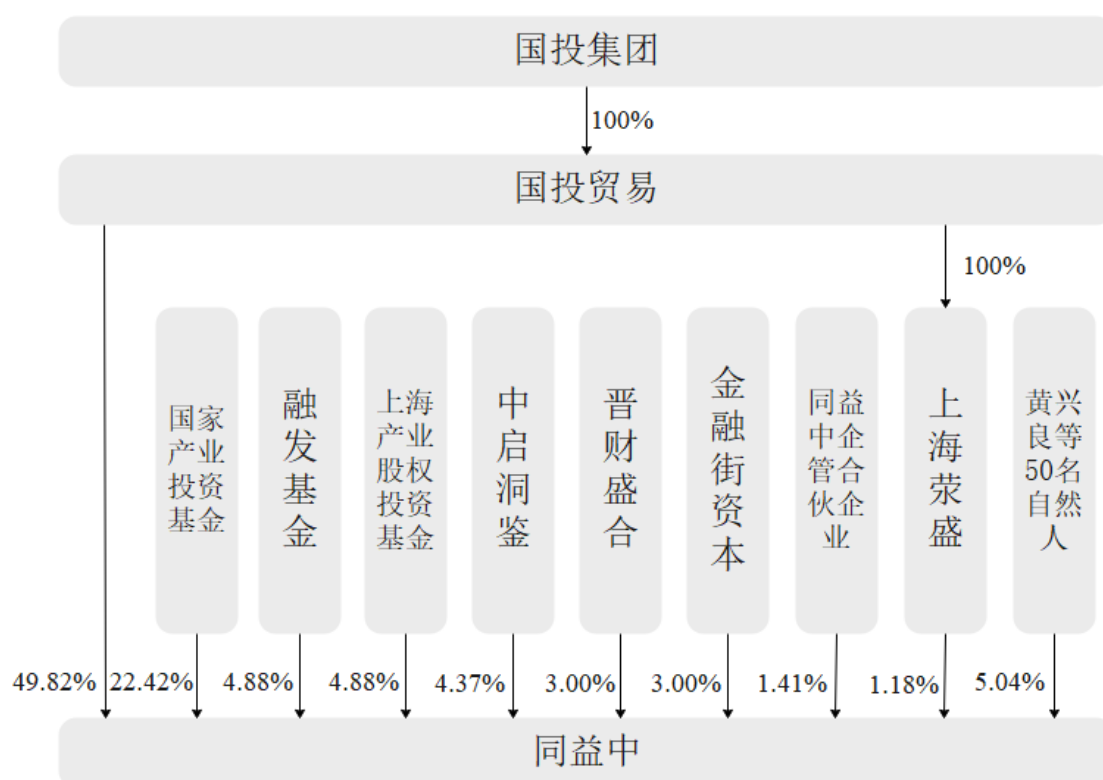 国投集团
100%
国投贸易
100%
国家
产业
投资
基金
融
发
基
金
上海
产业
股权
投资
基金
中
启
洞
鉴
晋
财
盛
合
金
融
街
资
本
同益
中企
管合
伙企
业
上
海
荥
盛
黄兴
良等
50名
自然
人
49.82%
22.42%
4.88%
4.88%
4.37%
3.00%
3.00%
1.41%
1.18%
5.04%
同益中